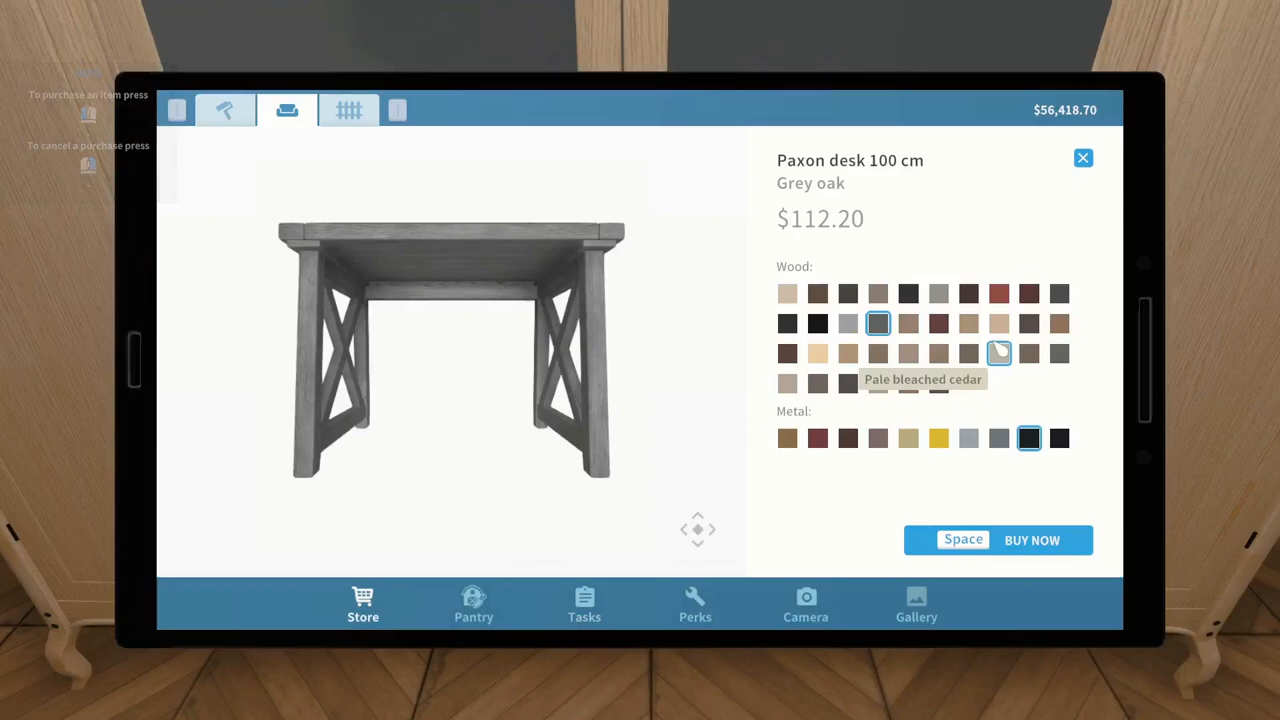 $56,418.70
To purchase an item press
To cancel a purchase press
Paxon desk 100 cm
Grey oak
$112.20
Wood:
Pale bleached cedar
Metal:
Space BUY NOW
Store
Pantry
Tasks
Perks
Camera
Gallery